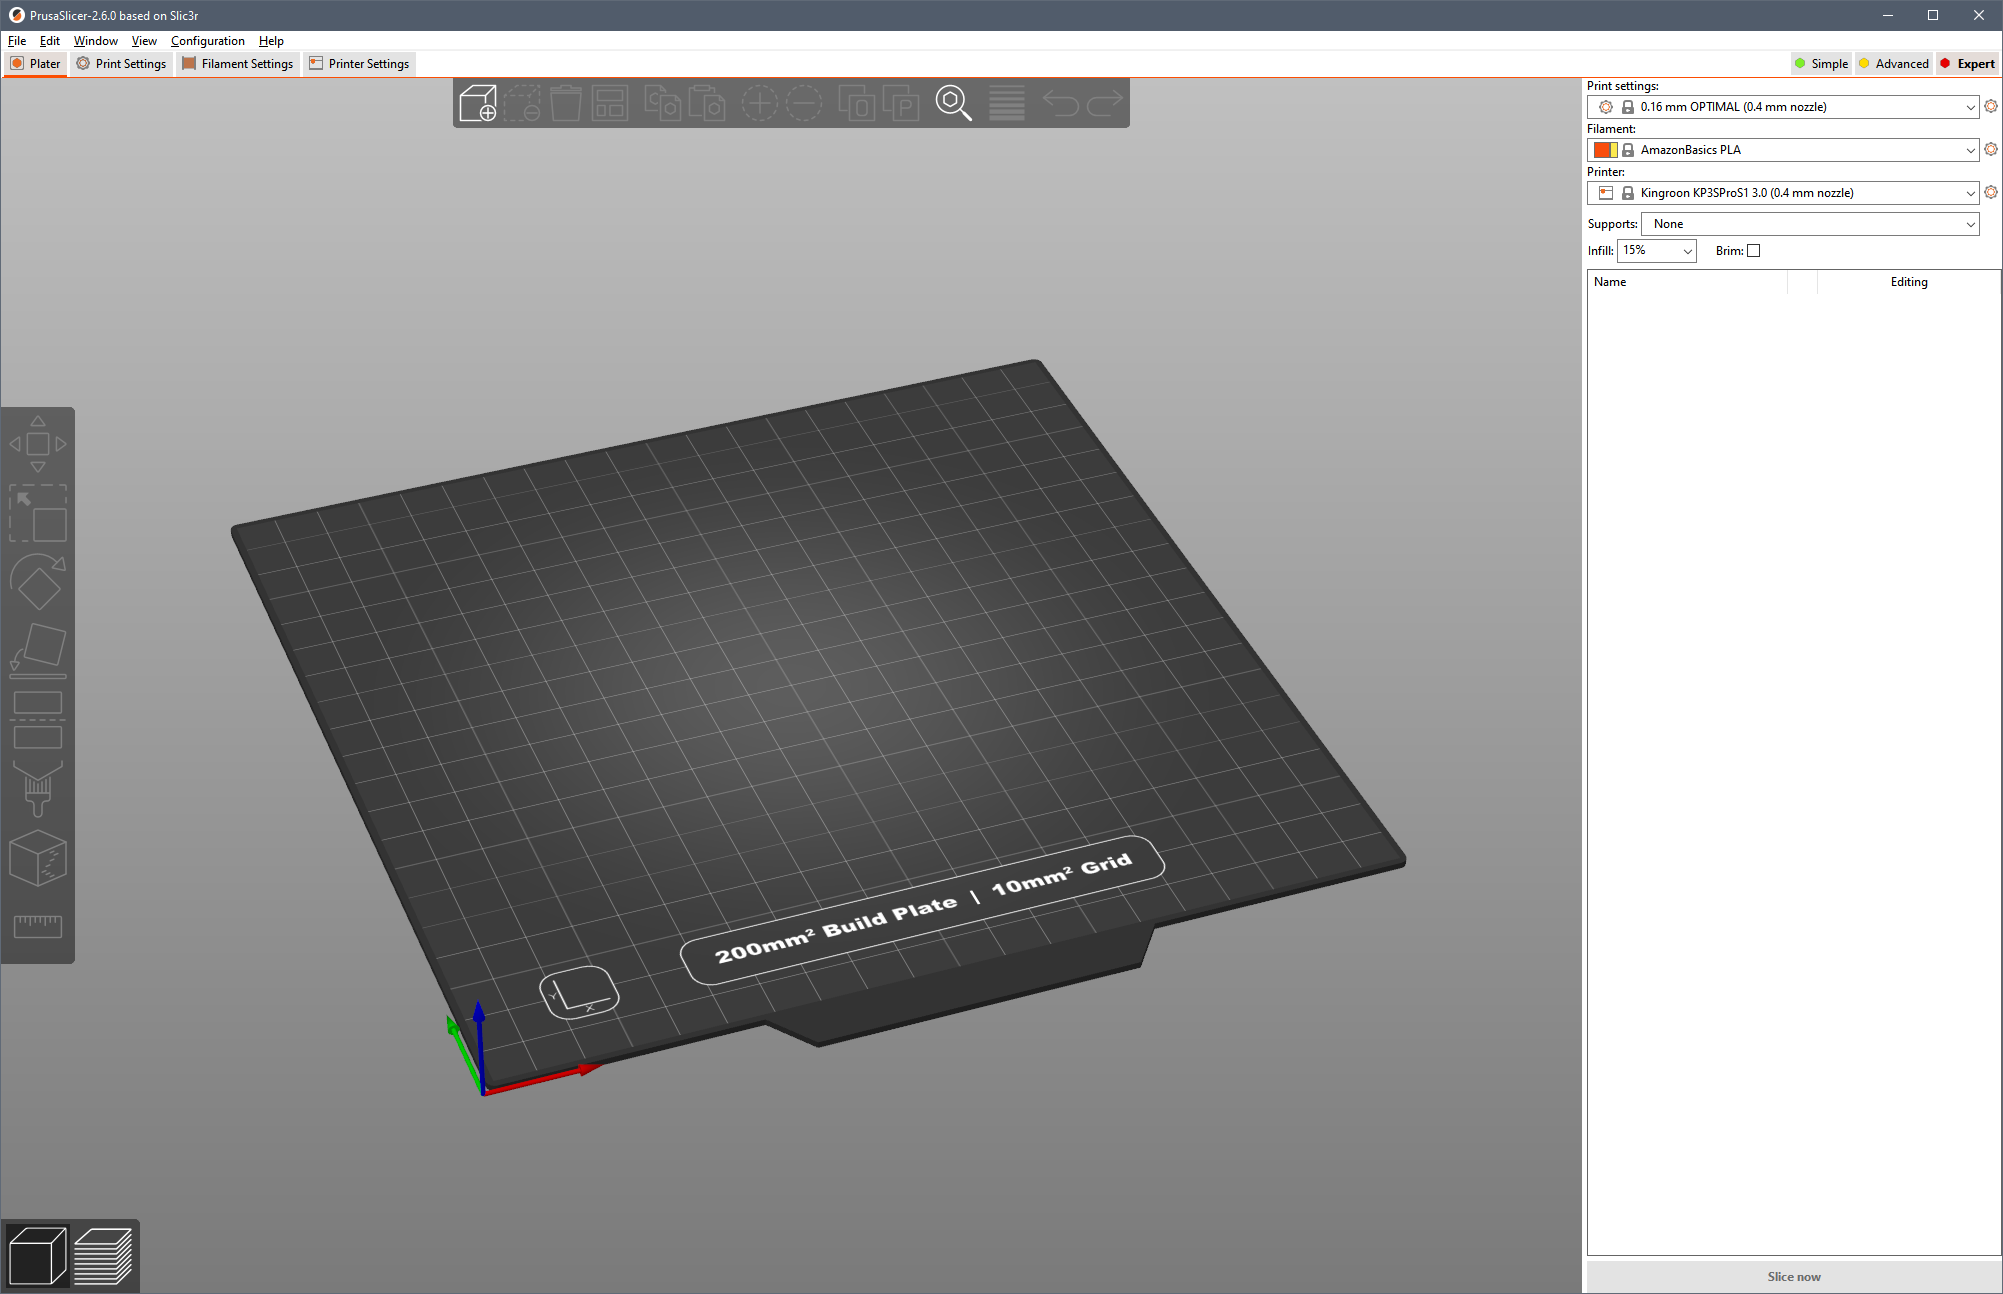 PrusaSlicer-2.6.0 based on Slic3r
File Edit Window View Configuration Help
Plater Print Settings Filament Settings Printer Settings Simple Advanced Expert
Print settings:
0.16 mm OPTIMAL (0.4 mm nozzle)
Filament:
AmazonBasics PLA
Printer:
Kingroon KP3SProS1 3.0 (0.4 mm nozzle)
Supports: None
Infill: 15% Brim:
Name Editing
200mm² Build Plate | 10mm² Grid
Y
X
Slice now